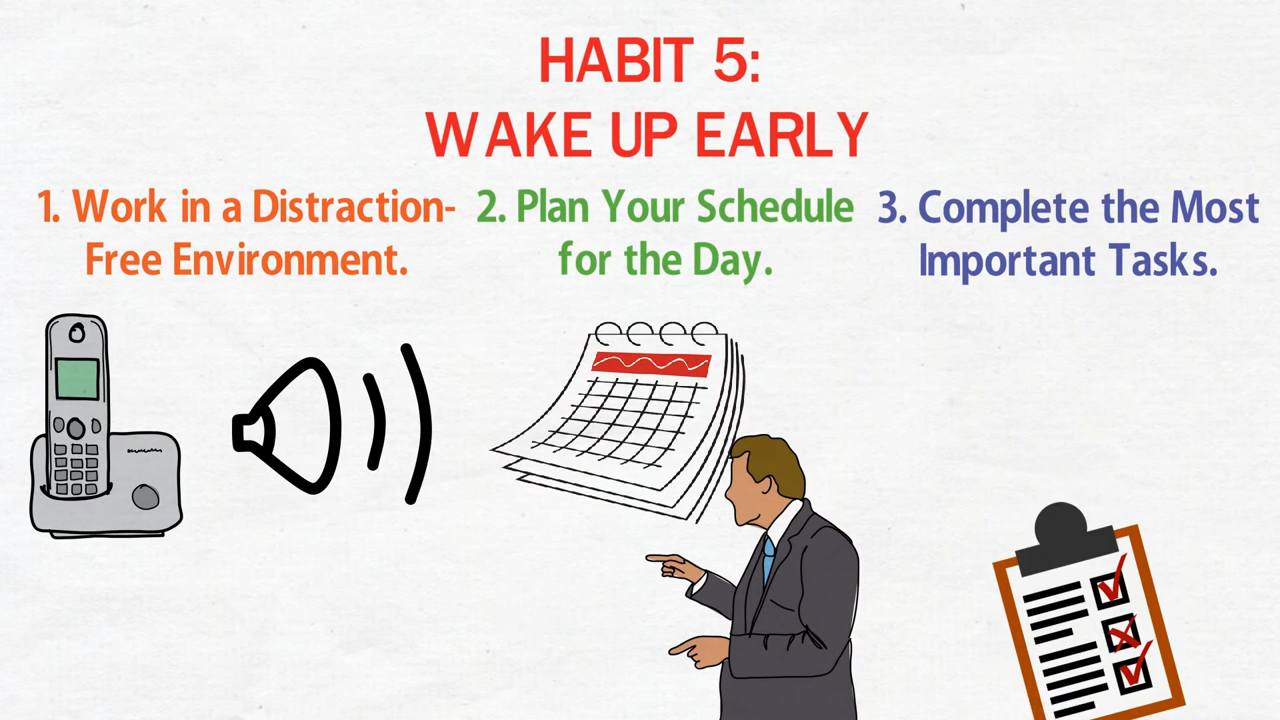 HABIT 5:
WAKE UP EARLY
1. Work in a Distraction-
Free Environment.
2. Plan Your Schedule
for the Day.
3. Complete the Most
Important Tasks.